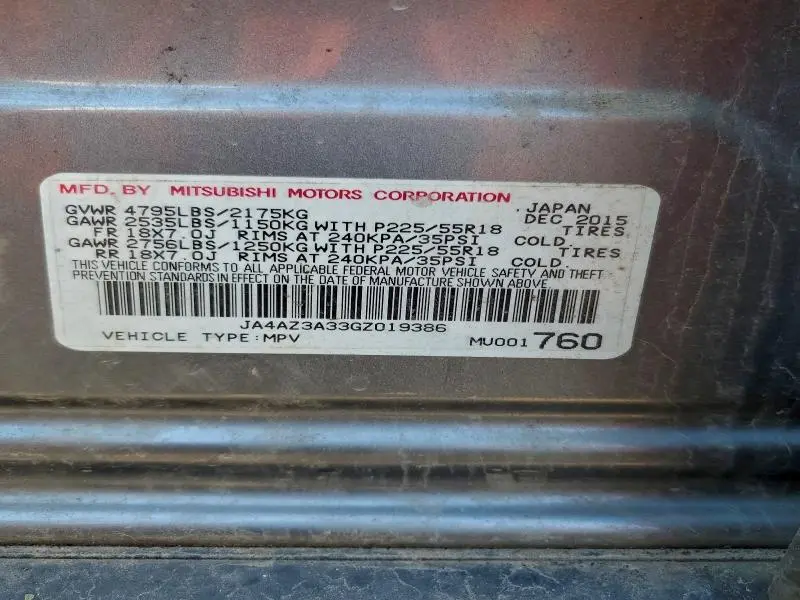 MFD. BY MITSUBISHI MOTORS CORPORATION JAPAN
GVWR 4795LBS/2175KG DEC 2015
GAWR 2535LBS/1150KG WITH P225/55R18 TIRES
FR 18X7.0J RIMS AT 240KPA/35PSI COLD.
GAWR 2756LBS/1250KG WITH P225/55R18 TIRES
RR 18X7.0J RIMS AT 240KPA/35PSI COLD.
THIS VEHICLE CONFORMS TO ALL APPLICABLE FEDERAL MOTOR VEHICLE SAFETY AND THEFT
PREVENTION STANDARDS IN EFFECT ON THE DATE OF MANUFACTURE SHOWN ABOVE.
JA4AZ3A33GZ019386
VEHICLE TYPE:MPV MU001 760